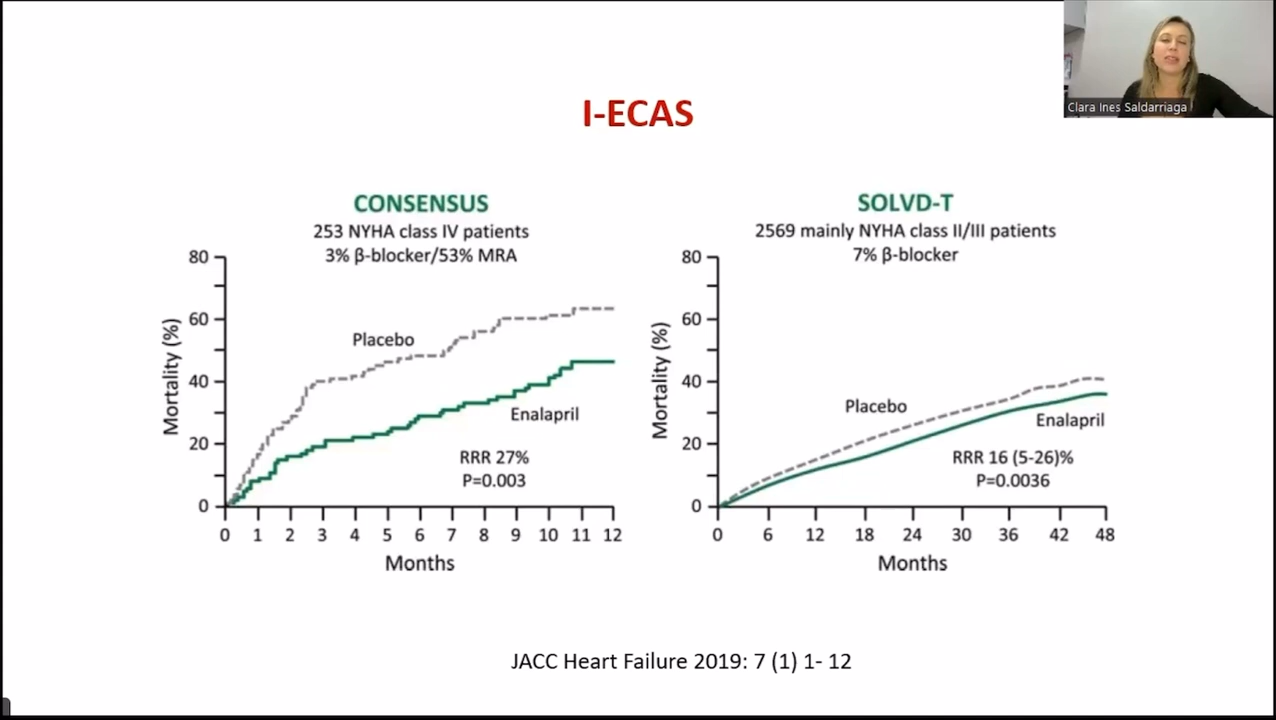 Clara Ines Saldarriaga
I-ECAS
CONSENSUS
253 NYHA class IV patients
3% β-blocker/53% MRA
80
60
40
20
0
Mortality (%)
Placebo
Enalapril
RRR 27%
P=0.003
0 1 2 3 4 5 6 7 8 9 10 11 12
Months
SOLVD-T
2569 mainly NYHA class II/III patients
7% β-blocker
80
60
40
20
0
Mortality (%)
Placebo
Enalapril
RRR 16 (5-26)%
P=0.0036
0 6 12 18 24 30 36 42 48
Months
JACC Heart Failure 2019: 7 (1) 1- 12